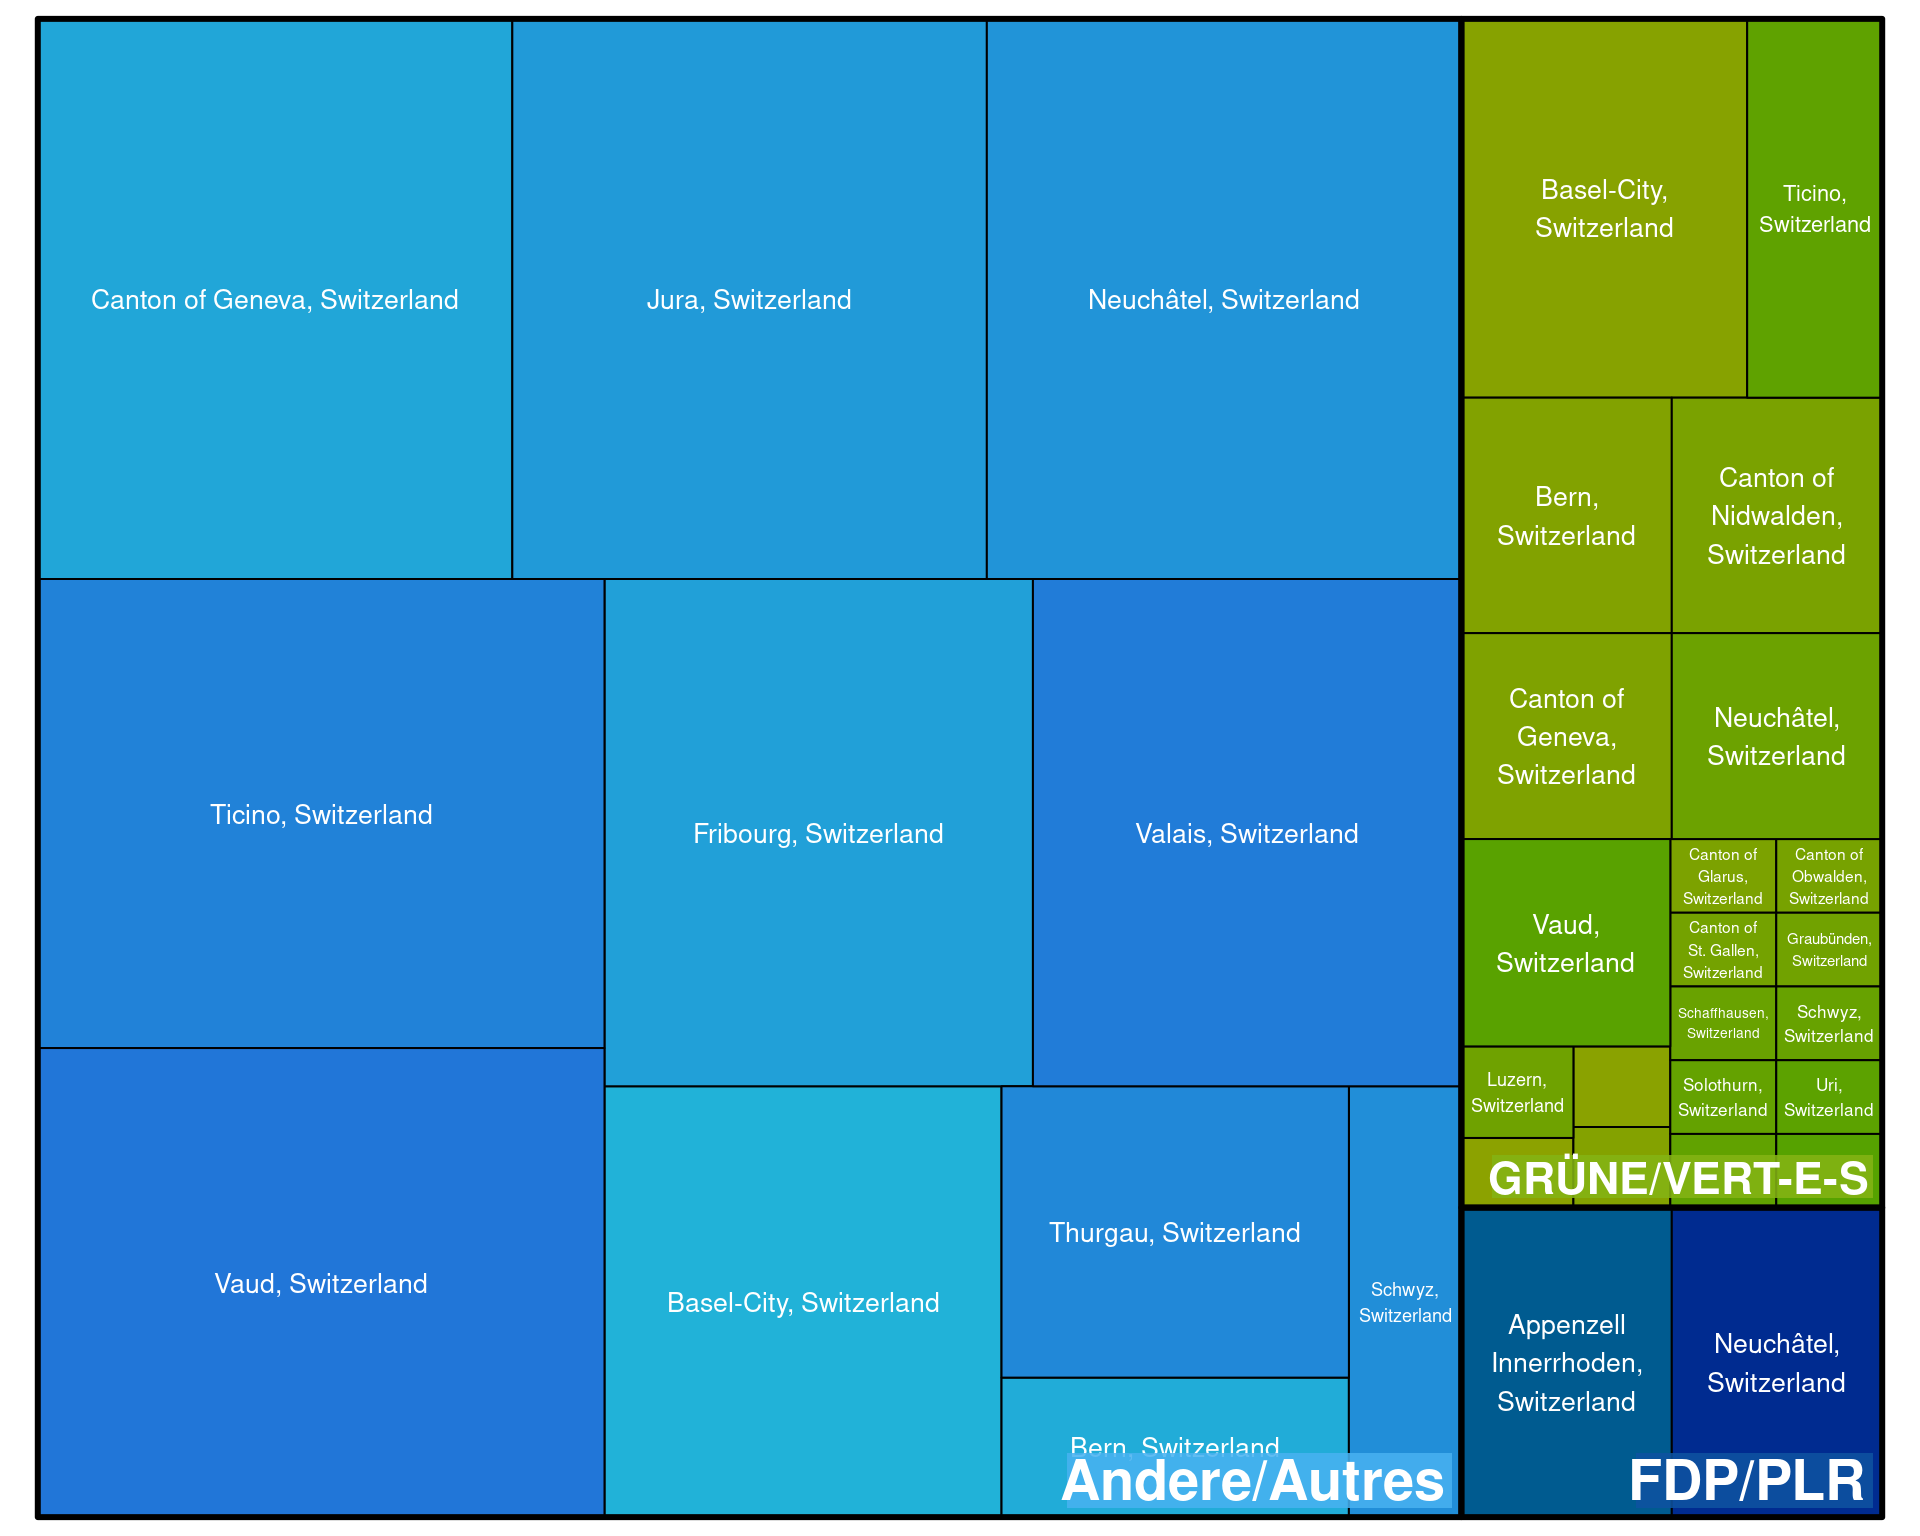 Canton of Geneva, Switzerland
Jura, Switzerland
Neuchâtel, Switzerland
Ticino, Switzerland
Fribourg, Switzerland
Valais, Switzerland
Vaud, Switzerland
Basel-City, Switzerland
Thurgau, Switzerland
Schwyz,
Switzerland
Bern, Switzerland
Andere/Autres
Basel-City,
Switzerland
Ticino,
Switzerland
Bern,
Switzerland
Canton of
Nidwalden,
Switzerland
Canton of
Geneva,
Switzerland
Neuchâtel,
Switzerland
Vaud,
Switzerland
Canton of
Glarus,
Switzerland
Canton of
Obwalden,
Switzerland
Canton of
St. Gallen,
Switzerland
Graubünden,
Switzerland
Schaffhausen,
Switzerland
Schwyz,
Switzerland
Luzern,
Switzerland
Solothurn,
Switzerland
Uri,
Switzerland
GRÜNE/VERT-E-S
Appenzell
Innerrhoden,
Switzerland
Neuchâtel,
Switzerland
FDP/PLR